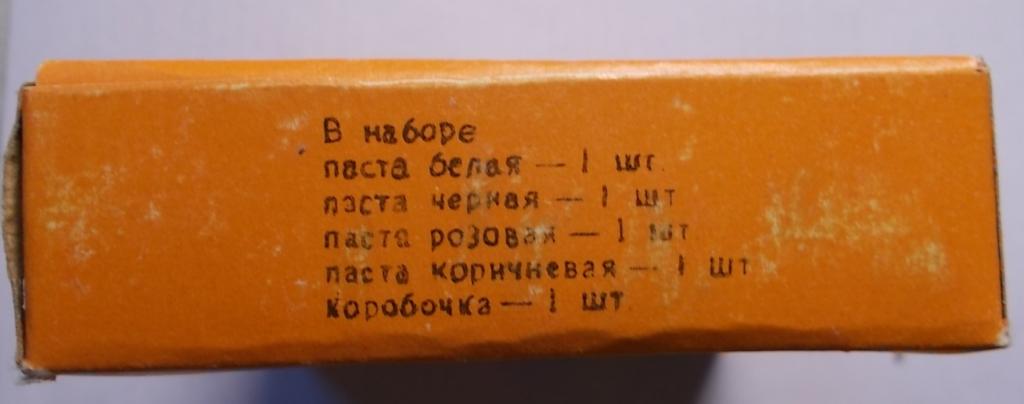 В наборе
паста белая — 1 шт.
паста черная — 1 шт
паста розовая — 1 шт
паста коричневая — 1 шт
коробочка — 1 шт.